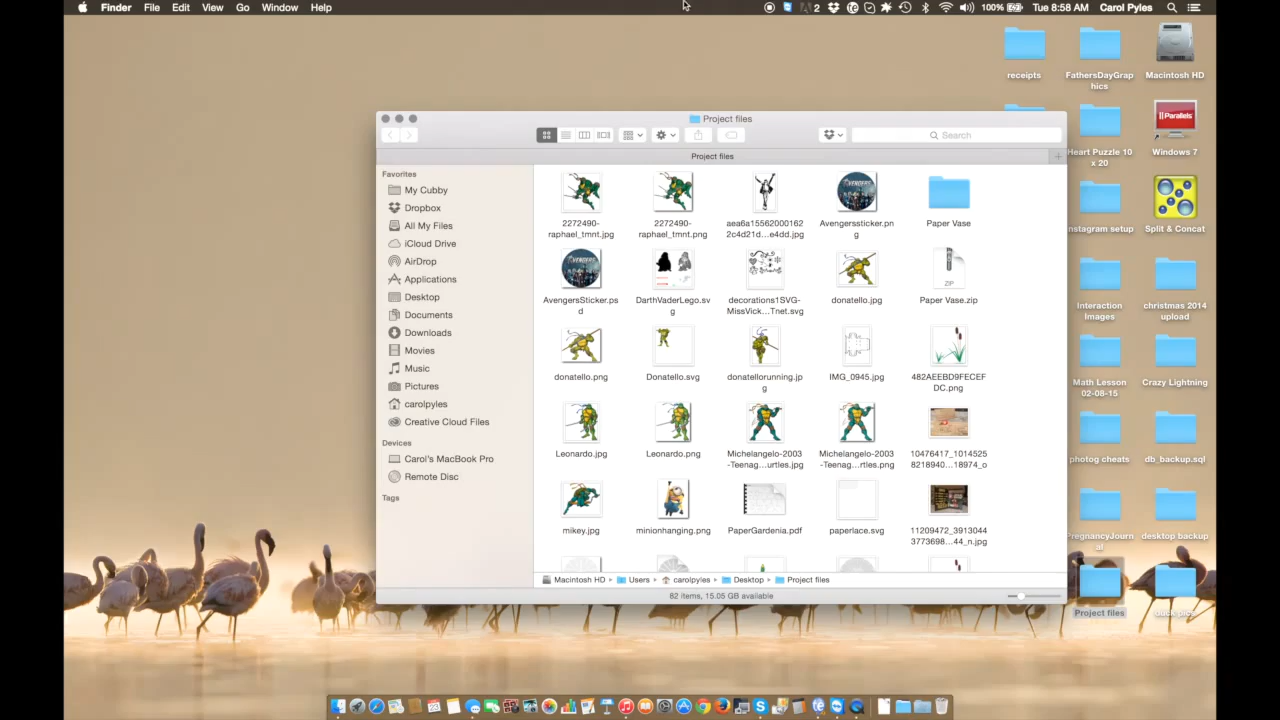 Finder File Edit View Go Window Help 2 100% Tue 8:58 AM Carol Pyles
receipts
FathersDayGrap
hics
Macintosh HD
Parallels
Heart Puzzle 10
x 20
Windows 7
Instagram setup
Split & Concat
Interaction
Images
christmas 2014
upload
Math Lesson
02-08-15
Crazy Lightning
photog cheats
db_backup.sql
PregnancyJourn
al
desktop backup
Project files
Project files
Search
Project files
Favorites
My Cubby
Dropbox
All My Files
iCloud Drive
AirDrop
Applications
Desktop
Documents
Downloads
Movies
Music
Pictures
carolpyles
Creative Cloud Files
Devices
Carol's MacBook Pro
Remote Disc
Tags
2272490-
raphael_tmnt.jpg
2272490-
raphael_tmnt.png
aea6a15562000162
2c4d21d...e4dd.jpg
Avengerssticker.pn
g
Paper Vase
AvengersSticker.ps
d
DarthVaderLego.sv
g
decorations1SVG-
MissVick...Tnet.svg
donatello.jpg
ZIP
Paper Vase.zip
donatello.png
Donatello.svg
donatellorunning.jp
g
IMG_0945.jpg
482AEEBD9FECEF
DC.png
Leonardo.jpg
Leonardo.png
Michelangelo-2003
-Teenag...urtles.jpg
Michelangelo-2003
-Teenag...rtles.png
10476417_1014525
8218940...18974_o
mikey.jpg
minionhanging.png
PaperGardenia.pdf
paperlace.svg
11209472_3913044
3773698...44_n.jpg
Macintosh HD ▸ Users ▸ carolpyles ▸ Desktop ▸ Project files
82 items, 15.05 GB available